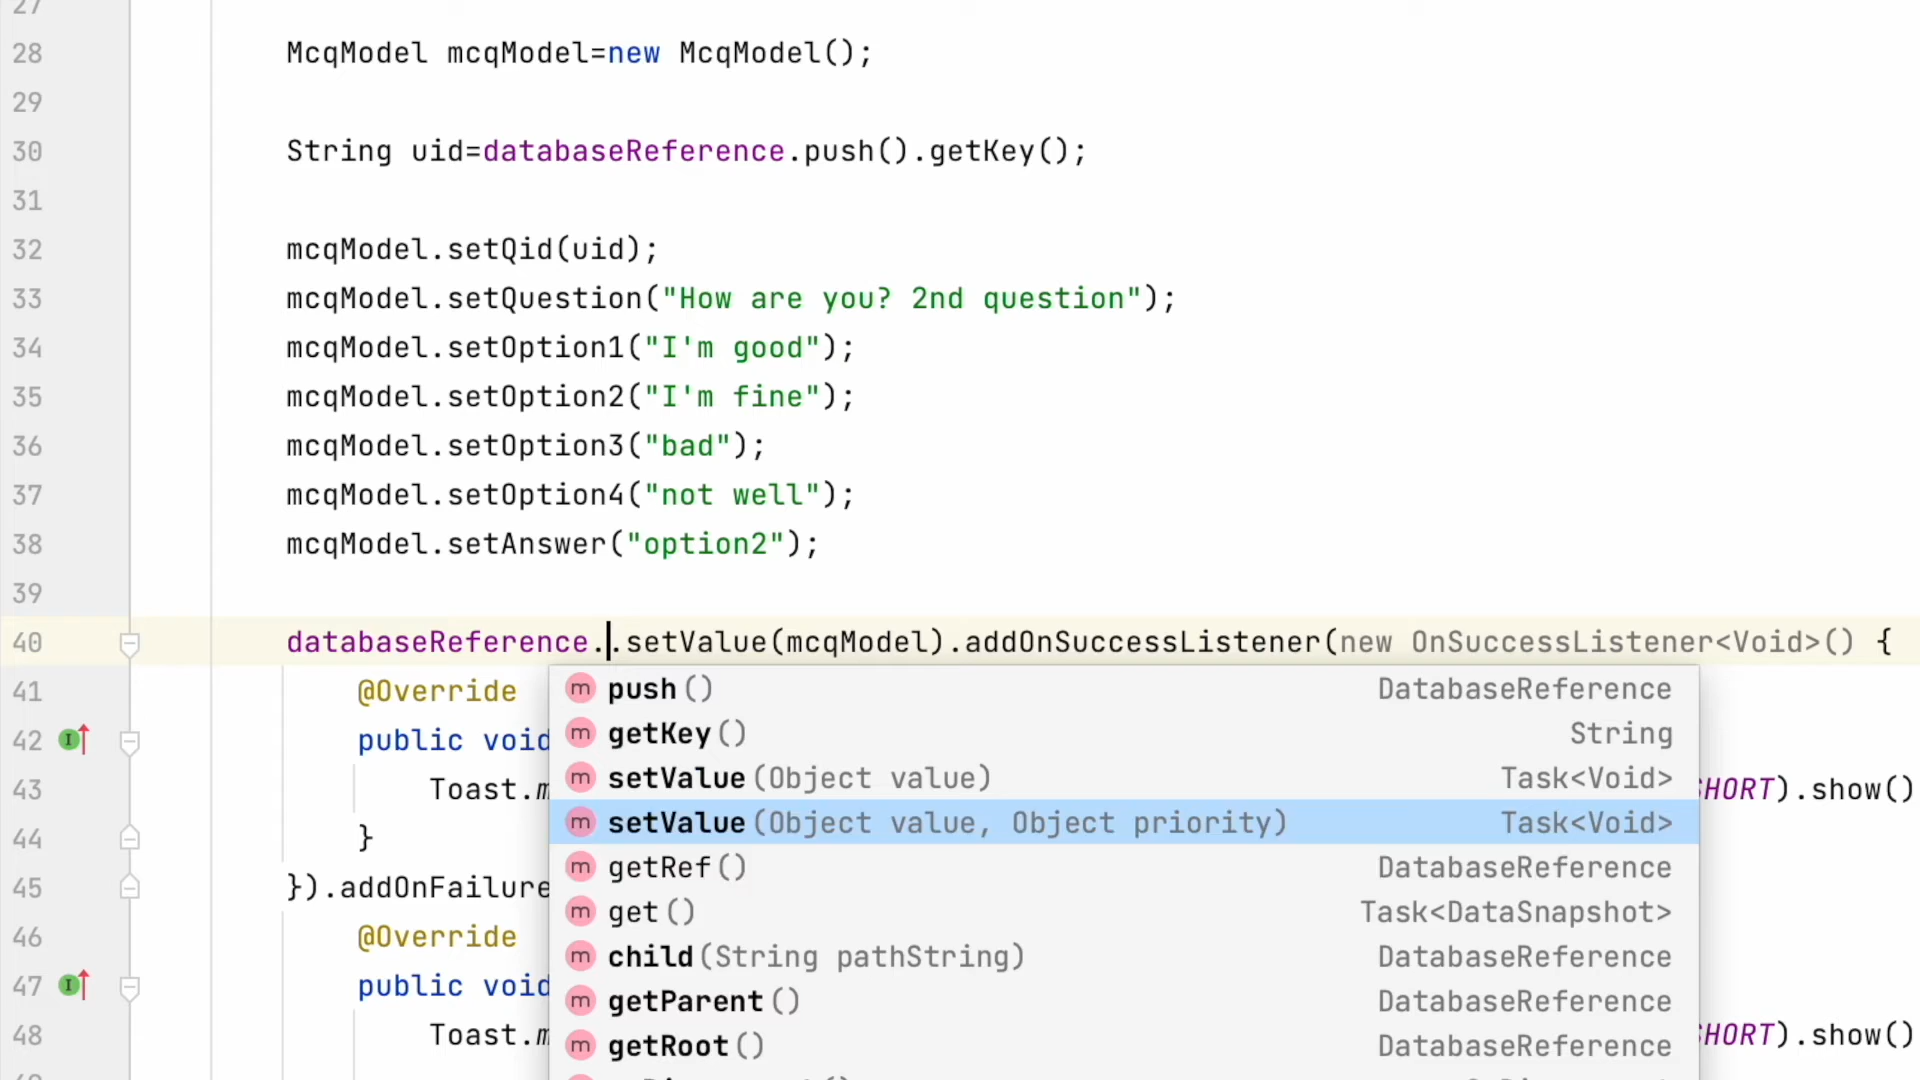 27
28 McqModel mcqModel=new McqModel();
29
30 String uid=databaseReference.push().getKey();
31
32 mcqModel.setQid(uid);
33 mcqModel.setQuestion("How are you? 2nd question");
34 mcqModel.setOption1("I'm good");
35 mcqModel.setOption2("I'm fine");
36 mcqModel.setOption3("bad");
37 mcqModel.setOption4("not well");
38 mcqModel.setAnswer("option2");
39
40 databaseReference..setValue(mcqModel).addOnSuccessListener(new OnSuccessListener<Void>() {
41 @Override
m push() DatabaseReference
42 public void
m getKey() String
43 Toast.m
m setValue(Object value) Task<Void>
SHORT).show()
m setValue(Object value, Object priority) Task<Void>
44 }
m getRef() DatabaseReference
45 }).addOnFailure
m get() Task<DataSnapshot>
46 @Override
m child(String pathString) DatabaseReference
47 public void
m getParent() DatabaseReference
48 Toast.m
m getRoot() DatabaseReference
SHORT).show()